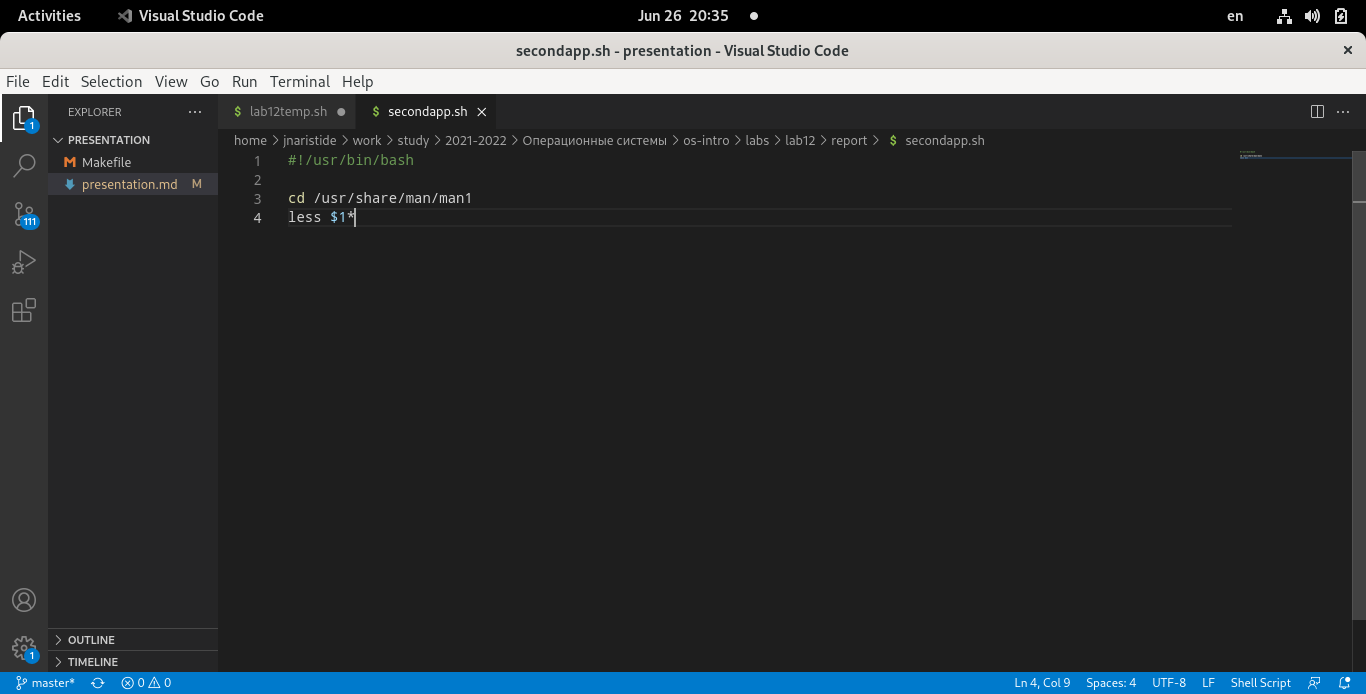 Activities Visual Studio Code Jun 26 20:35 en
secondapp.sh - presentation - Visual Studio Code
File Edit Selection View Go Run Terminal Help
EXPLORER
lab12temp.sh secondapp.sh
PRESENTATION
home > jnaristide > work > study > 2021-2022 > Операционные системы > os-intro > labs > lab12 > report > $ secondapp.sh
Makefile
presentation.md M
1 #!/usr/bin/bash
2
3 cd /usr/share/man/man1
4 less $1*
1
111
1
OUTLINE
TIMELINE
master* 0 0 Ln 4, Col 9 Spaces: 4 UTF-8 LF Shell Script